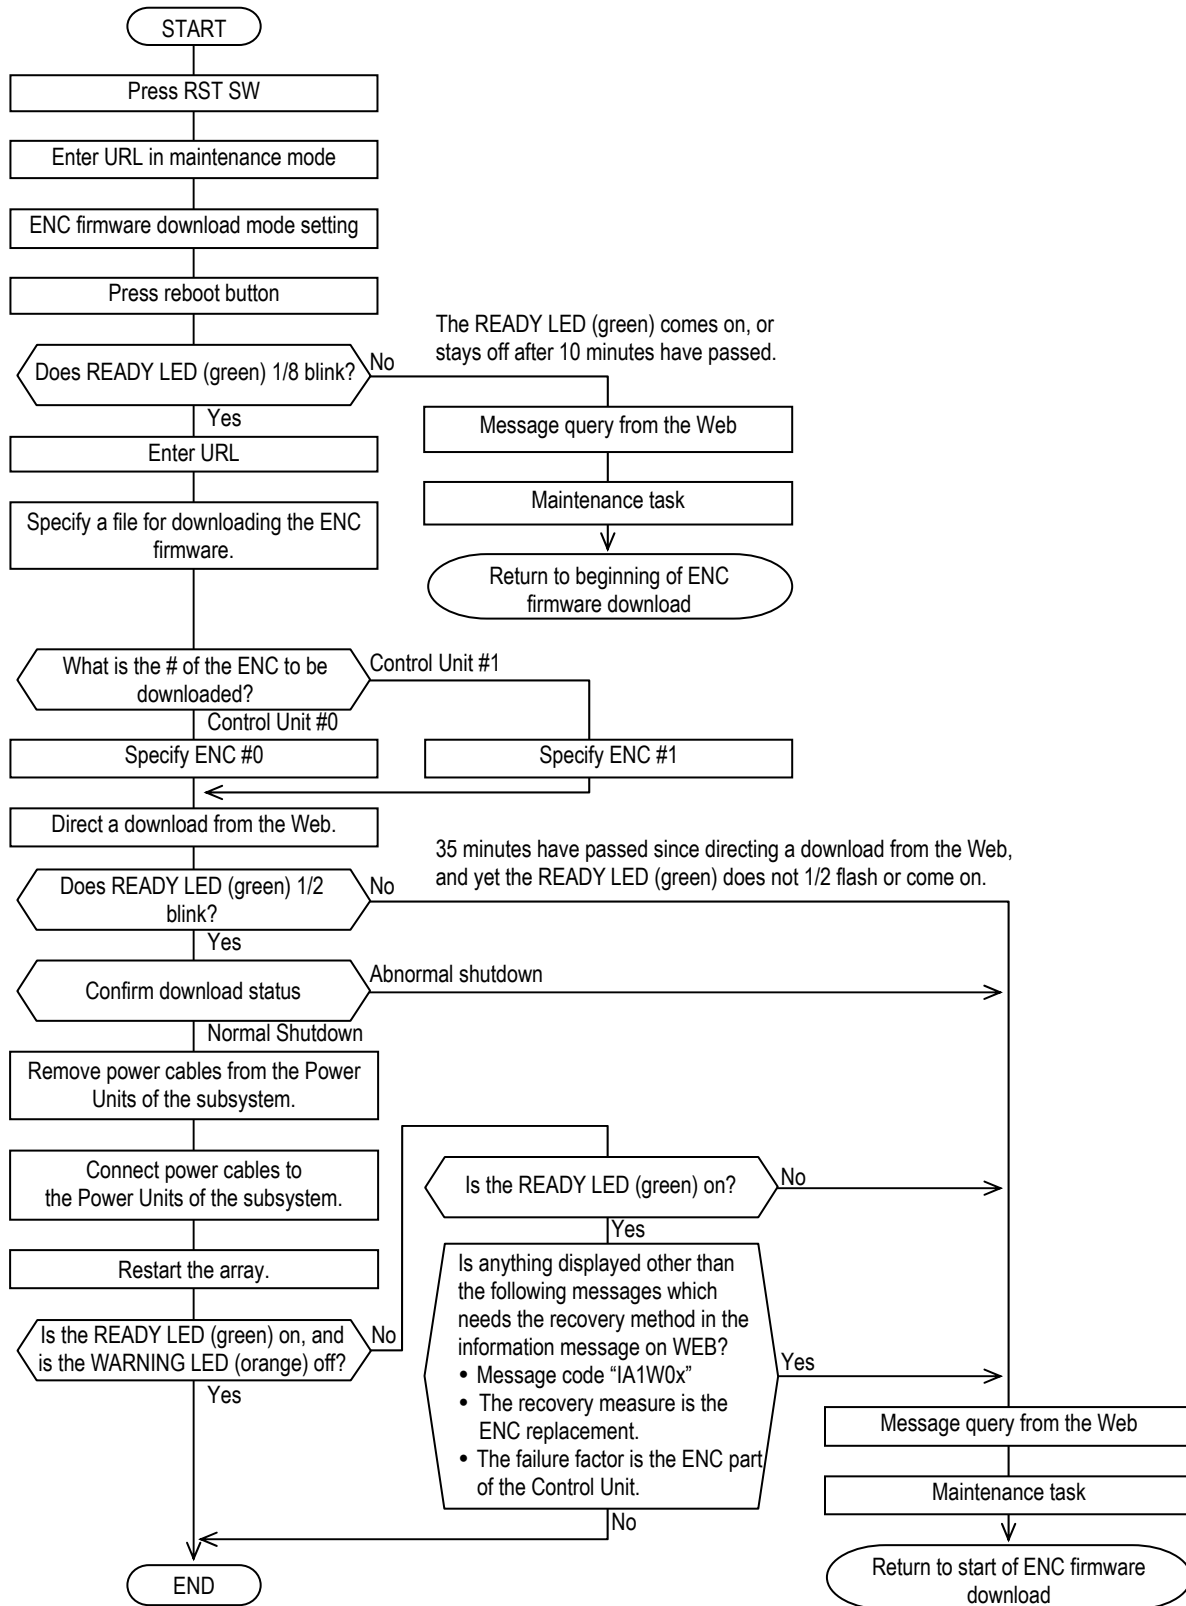 START
Press RST SW
Enter URL in maintenance mode
ENC firmware download mode setting
Press reboot button
The READY LED (green) comes on, or
stays off after 10 minutes have passed.
Does READY LED (green) 1/8 blink?
No
Yes
Message query from the Web
Enter URL
Maintenance task
Specify a file for downloading the ENC
firmware.
Return to beginning of ENC
firmware download
What is the # of the ENC to be
downloaded?
Control Unit #1
Control Unit #0
Specify ENC #0
Specify ENC #1
Direct a download from the Web.
35 minutes have passed since directing a download from the Web,
and yet the READY LED (green) does not 1/2 flash or come on.
Does READY LED (green) 1/2
blink?
No
Yes
Confirm download status
Abnormal shutdown
Normal Shutdown
Remove power cables from the Power
Units of the subsystem.
Connect power cables to
the Power Units of the subsystem.
Restart the array.
Is the READY LED (green) on, and
is the WARNING LED (orange) off?
No
Yes
Is the READY LED (green) on?
No
Yes
Is anything displayed other than
the following messages which
needs the recovery method in the
information message on WEB?
• Message code “IA1W0x”
• The recovery measure is the
ENC replacement.
• The failure factor is the ENC part
of the Control Unit.
Yes
No
Message query from the Web
Maintenance task
Return to start of ENC firmware
download
END